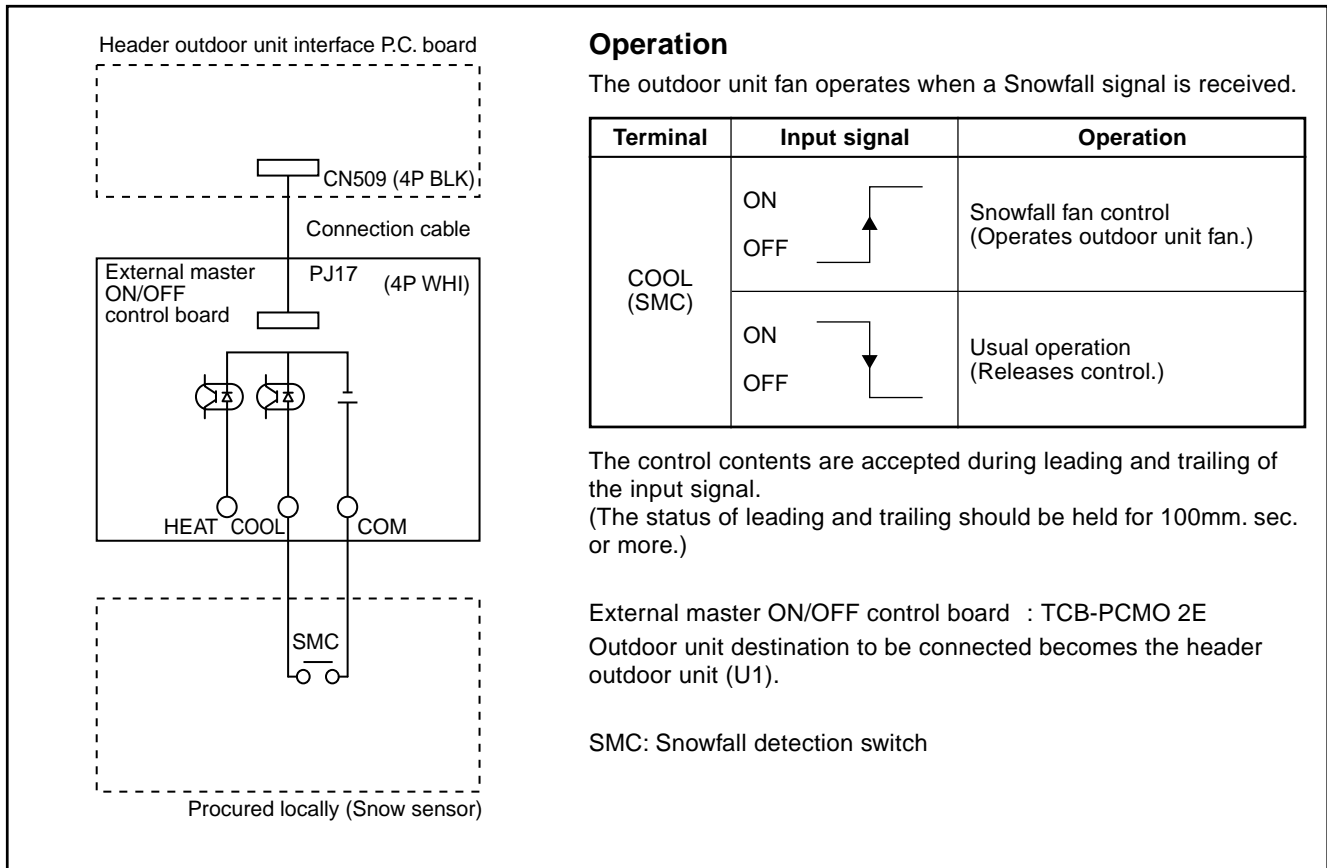 Header outdoor unit interface P.C. board
CN509 (4P BLK)
Connection cable
External master
ON/OFF
control board
PJ17
(4P WHI)
HEAT
COOL
COM
SMC
Procured locally (Snow sensor)
Operation
The outdoor unit fan operates when a Snowfall signal is received.
Terminal
Input signal
Operation
COOL
(SMC)
ON
OFF
Snowfall fan control
(Operates outdoor unit fan.)
ON
OFF
Usual operation
(Releases control.)
The control contents are accepted during leading and trailing of
the input signal.
(The status of leading and trailing should be held for 100mm. sec.
or more.)
External master ON/OFF control board : TCB-PCMO 2E
Outdoor unit destination to be connected becomes the header
outdoor unit (U1).
SMC: Snowfall detection switch